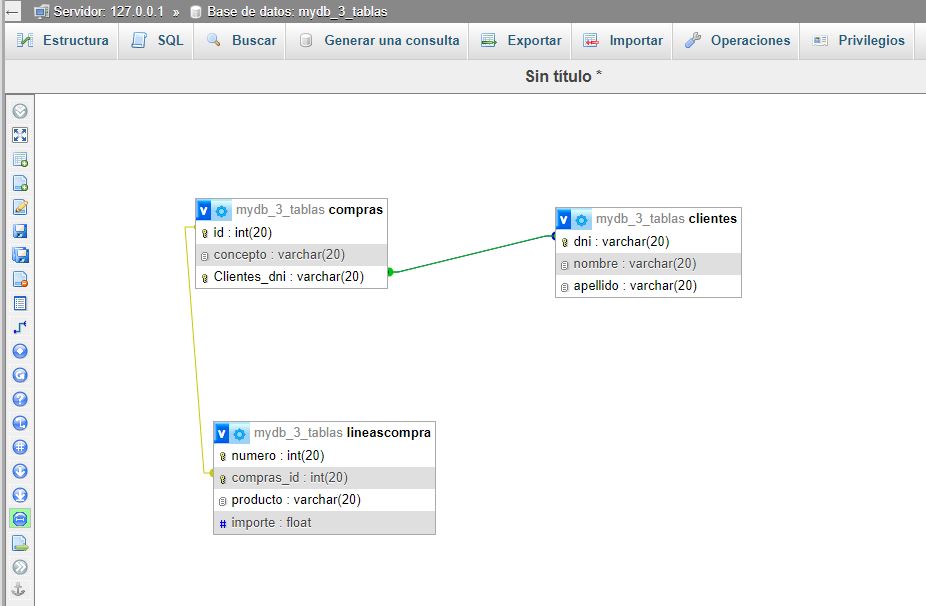 Servidor: 127.0.0.1 » Base de datos: mydb_3_tablas
Estructura SQL Buscar Generar una consulta Exportar Importar Operaciones Privilegios
Sin título *
v mydb_3_tablas compras
id : int(20)
concepto : varchar(20)
Clientes_dni : varchar(20)
v mydb_3_tablas clientes
dni : varchar(20)
nombre : varchar(20)
apellido : varchar(20)
v mydb_3_tablas lineascompra
numero : int(20)
compras_id : int(20)
producto : varchar(20)
# importe : float